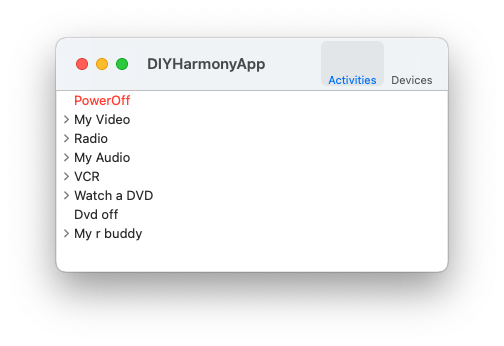 DIYHarmonyApp
Activities
Devices
PowerOff
My Video
Radio
My Audio
VCR
Watch a DVD
Dvd off
My r buddy